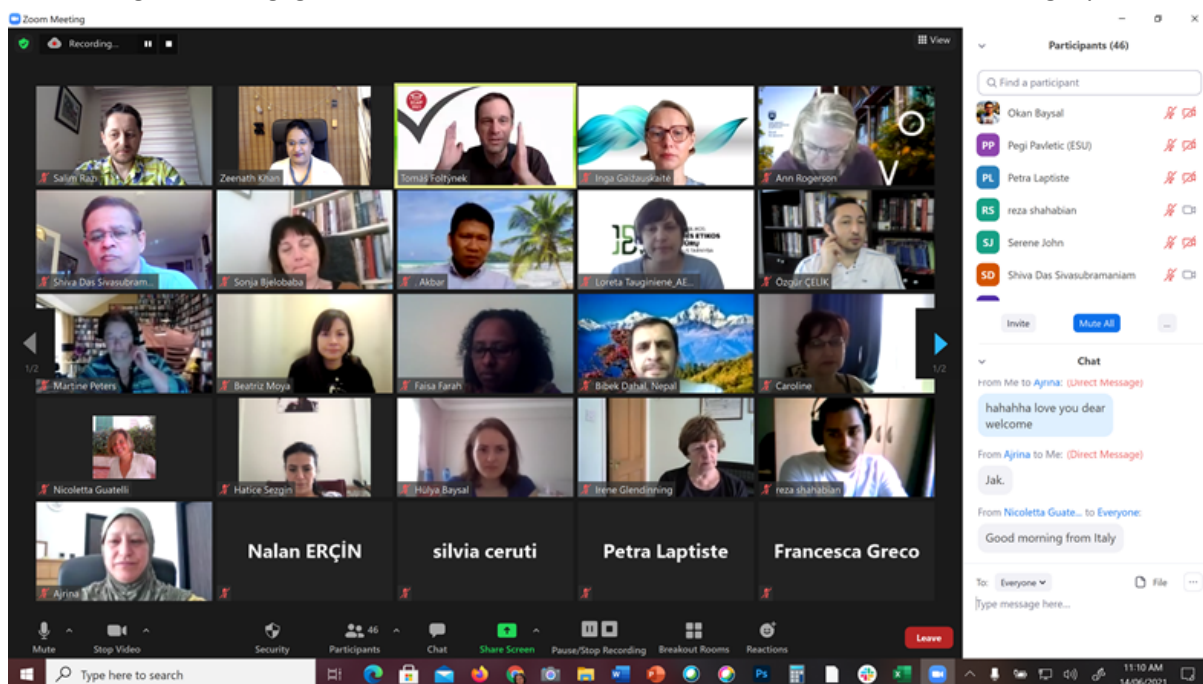 Zoom Meeting
Recording...
View
Salim Razi
Zeenath Khan
Tomáš Foltýnek
Inga Gaižauskaitė
Ann Rogerson
Shiva Das Sivasubram...
Sonja Bjelobaba
. Akbar
Loreta Tauginienė_AE...
Özgür ÇELİK
1/2
1/2
Martine Peters
Beatriz Moya
Faisa Farah
Bibek Dahal, Nepal
Caroline
Nicoletta Guatelli
Hatice Sezgin
Hülya Baysal
Irene Glendinning
reza shahabian
Ajrina
Nalan ERÇİN
silvia ceruti
Petra Laptiste
Francesca Greco
Mute
Stop Video
Security
46
Participants
Chat
Share Screen
Pause/Stop Recording
Breakout Rooms
Reactions
Leave
Participants (46)
Find a participant
Okan Baysal
PP Pegi Pavletic (ESU)
PL Petra Laptiste
RS reza shahabian
SJ Serene John
SD Shiva Das Sivasubramaniam
Invite
Mute All
...
Chat
From Me to Ajrina: (Direct Message)
hahahha love you dear
welcome
From Ajrina to Me: (Direct Message)
Jak.
From Nicoletta Guate... to Everyone:
Good morning from Italy
To: Everyone
File
...
Type message here...
Type here to search
11:10 AM
14/06/2021